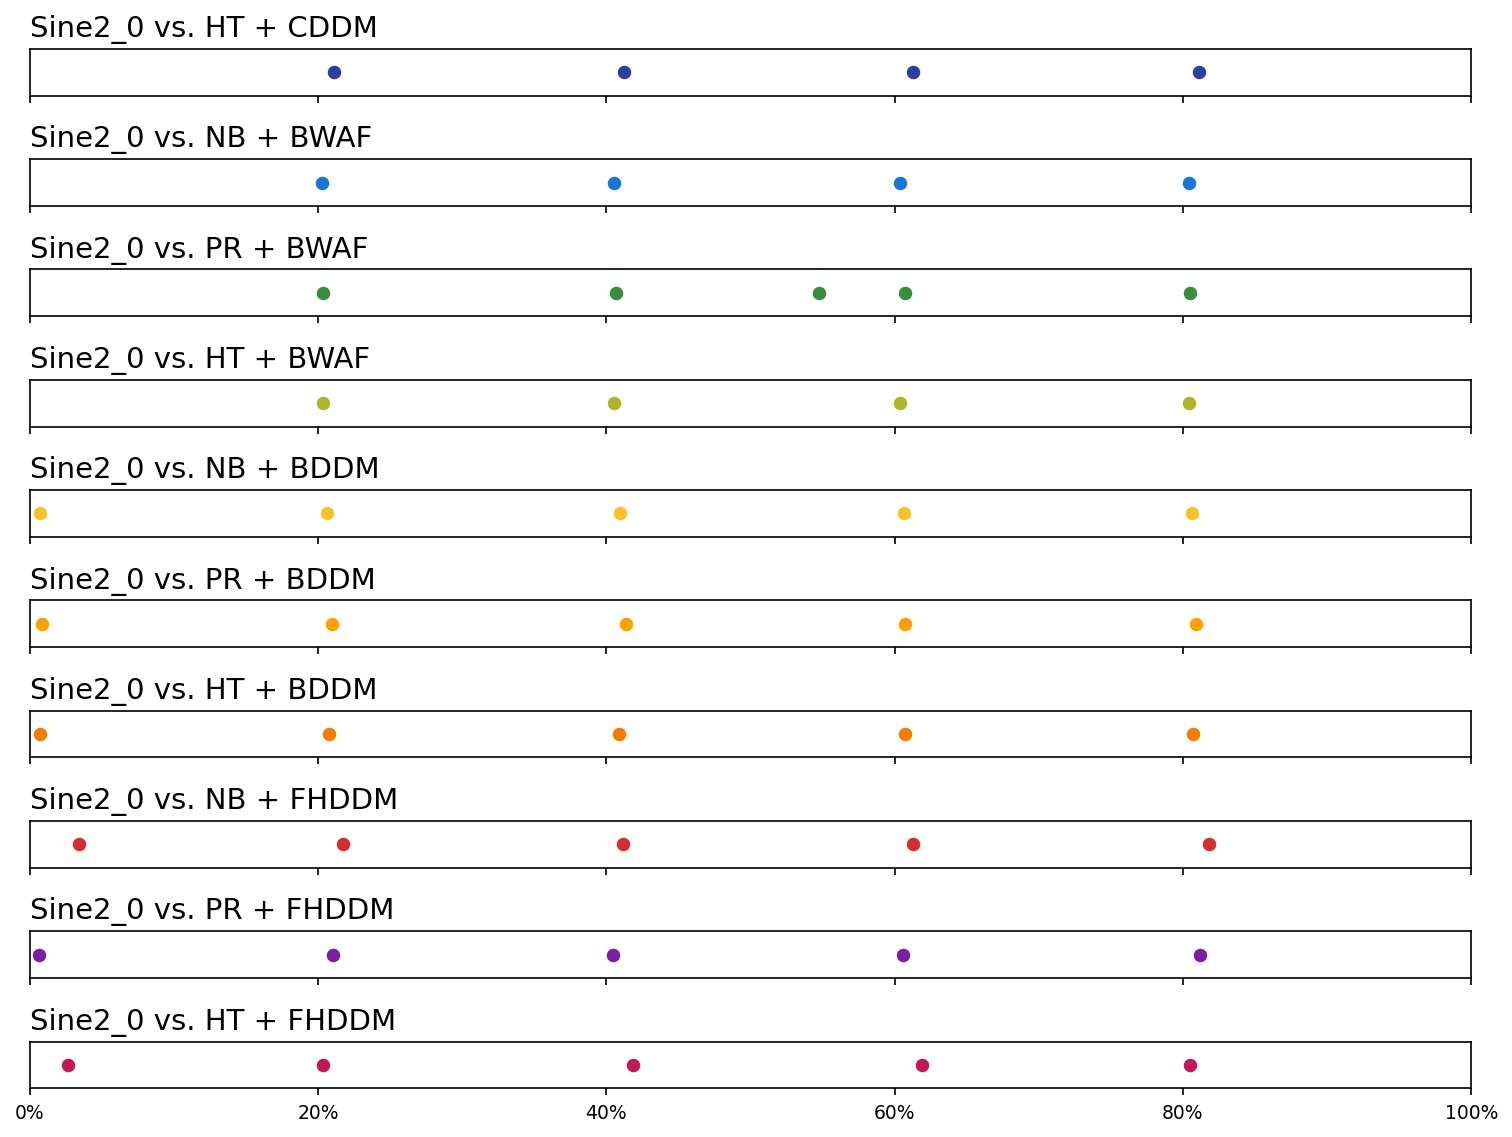 Sine2_0 vs. HT + CDDM
Sine2_0 vs. NB + BWAF
Sine2_0 vs. PR + BWAF
Sine2_0 vs. HT + BWAF
Sine2_0 vs. NB + BDDM
Sine2_0 vs. PR + BDDM
Sine2_0 vs. HT + BDDM
Sine2_0 vs. NB + FHDDM
Sine2_0 vs. PR + FHDDM
Sine2_0 vs. HT + FHDDM
0% 20% 40% 60% 80% 100%